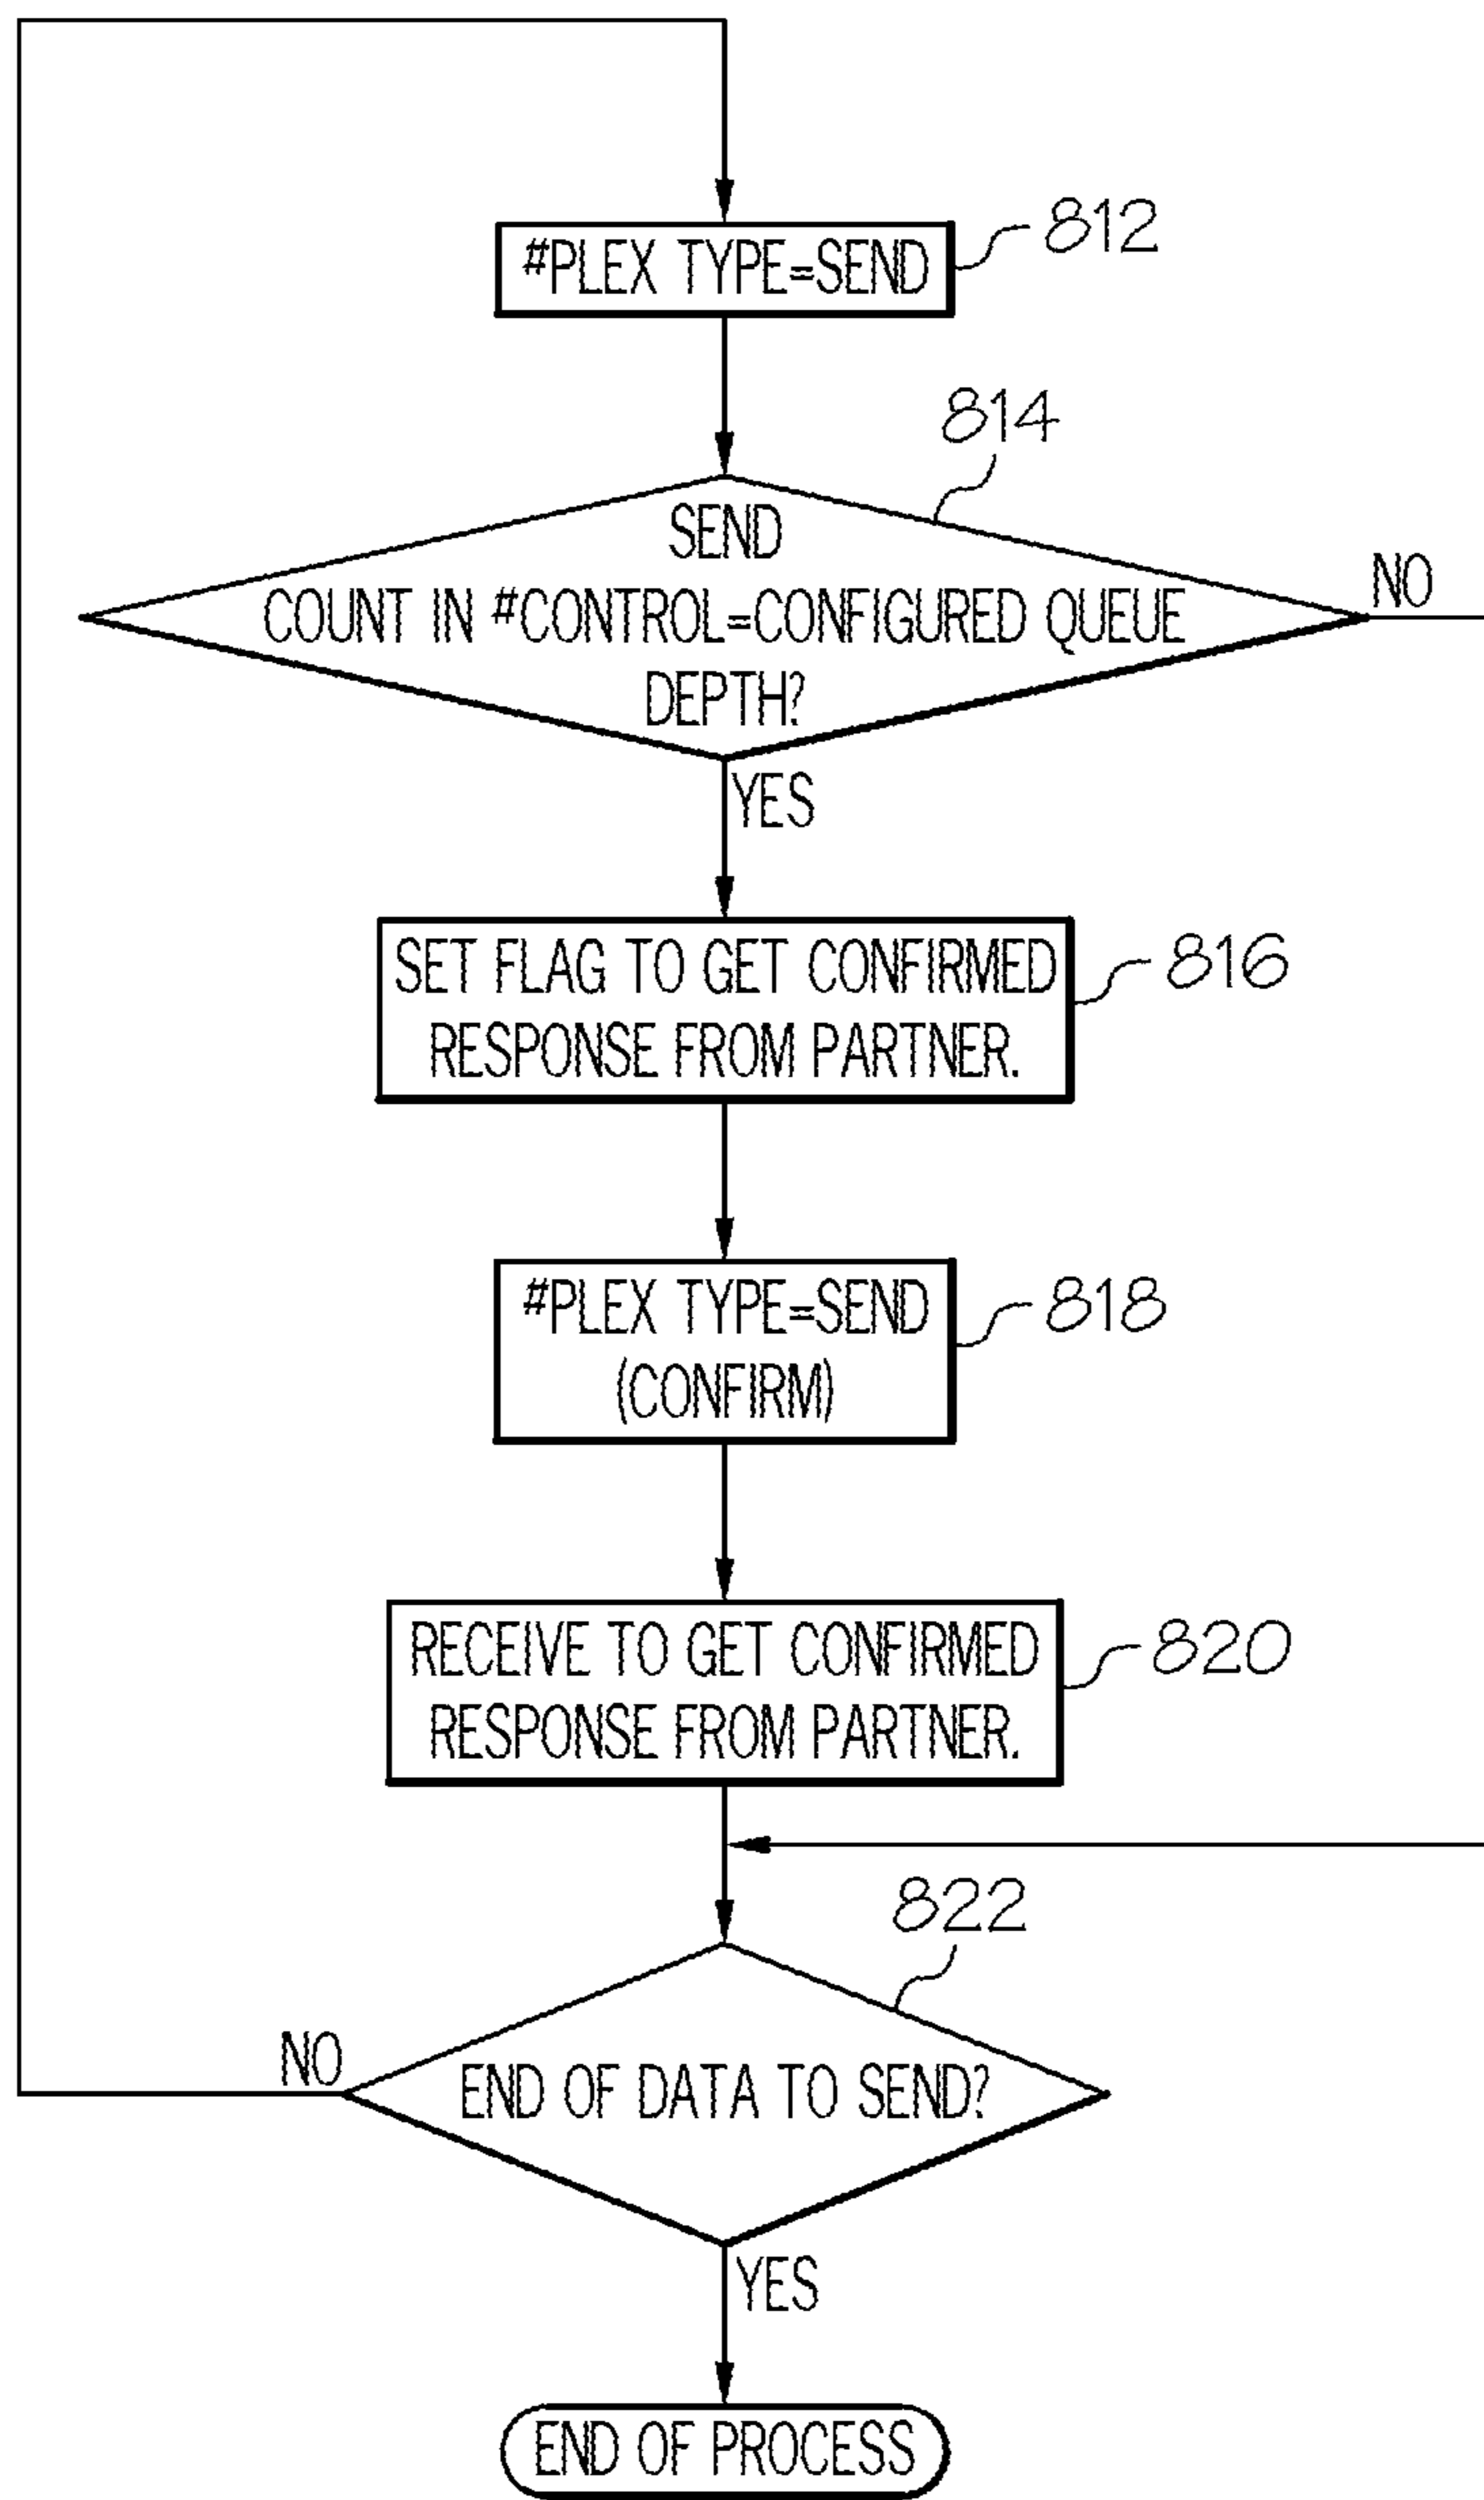 #PLEX TYPE=SEND
812
814
SEND
COUNT IN #CONTROL=CONFIGURED QUEUE
DEPTH?
NO
YES
SET FLAG TO GET CONFIRMED
RESPONSE FROM PARTNER.
816
#PLEX TYPE=SEND
(CONFIRM)
818
RECEIVE TO GET CONFIRMED
RESPONSE FROM PARTNER.
820
822
NO
END OF DATA TO SEND?
YES
END OF PROCESS